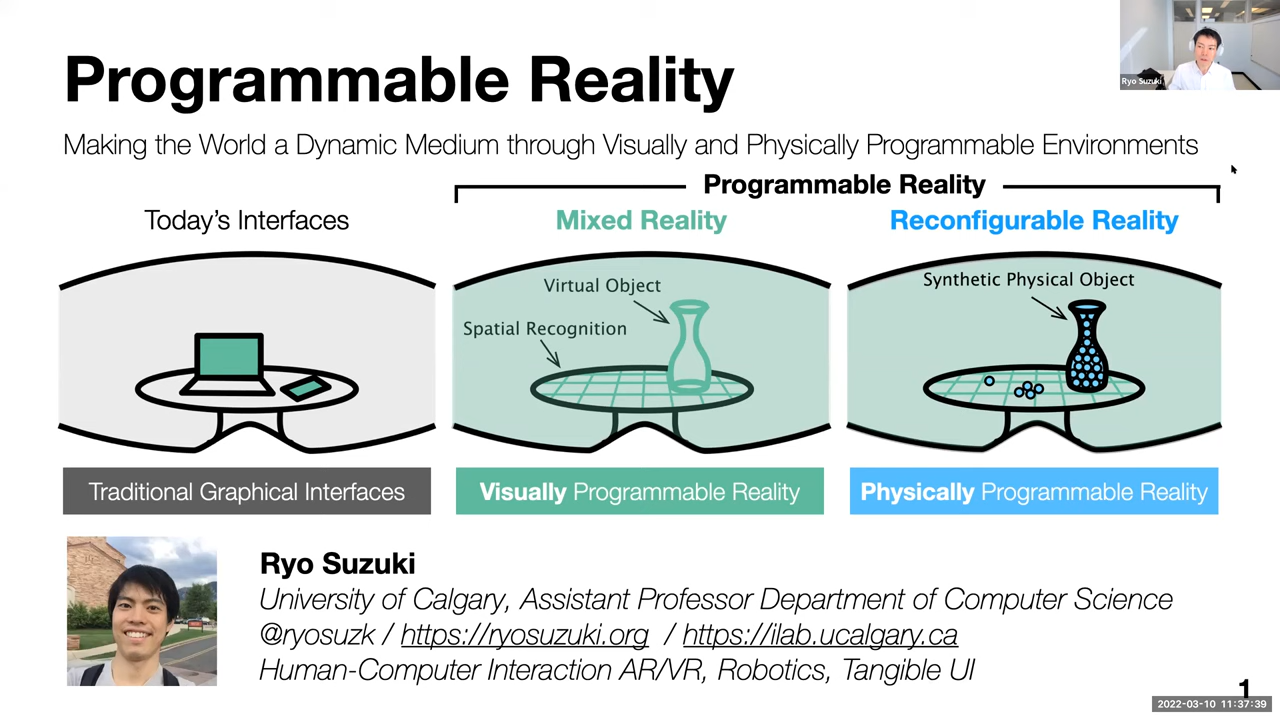 Programmable Reality
Ryo Suzuki
Making the World a Dynamic Medium through Visually and Physically Programmable Environments
Programmable Reality
Today's Interfaces
Mixed Reality
Reconfigurable Reality
Virtual Object
Spatial Recognition
Synthetic Physical Object
Traditional Graphical Interfaces
Visually Programmable Reality
Physically Programmable Reality
Ryo Suzuki
University of Calgary, Assistant Professor Department of Computer Science
@ryosuzk / https://ryosuzuki.org / https://ilab.ucalgary.ca
Human-Computer Interaction AR/VR, Robotics, Tangible UI
1
2022-03-10 11:37:39